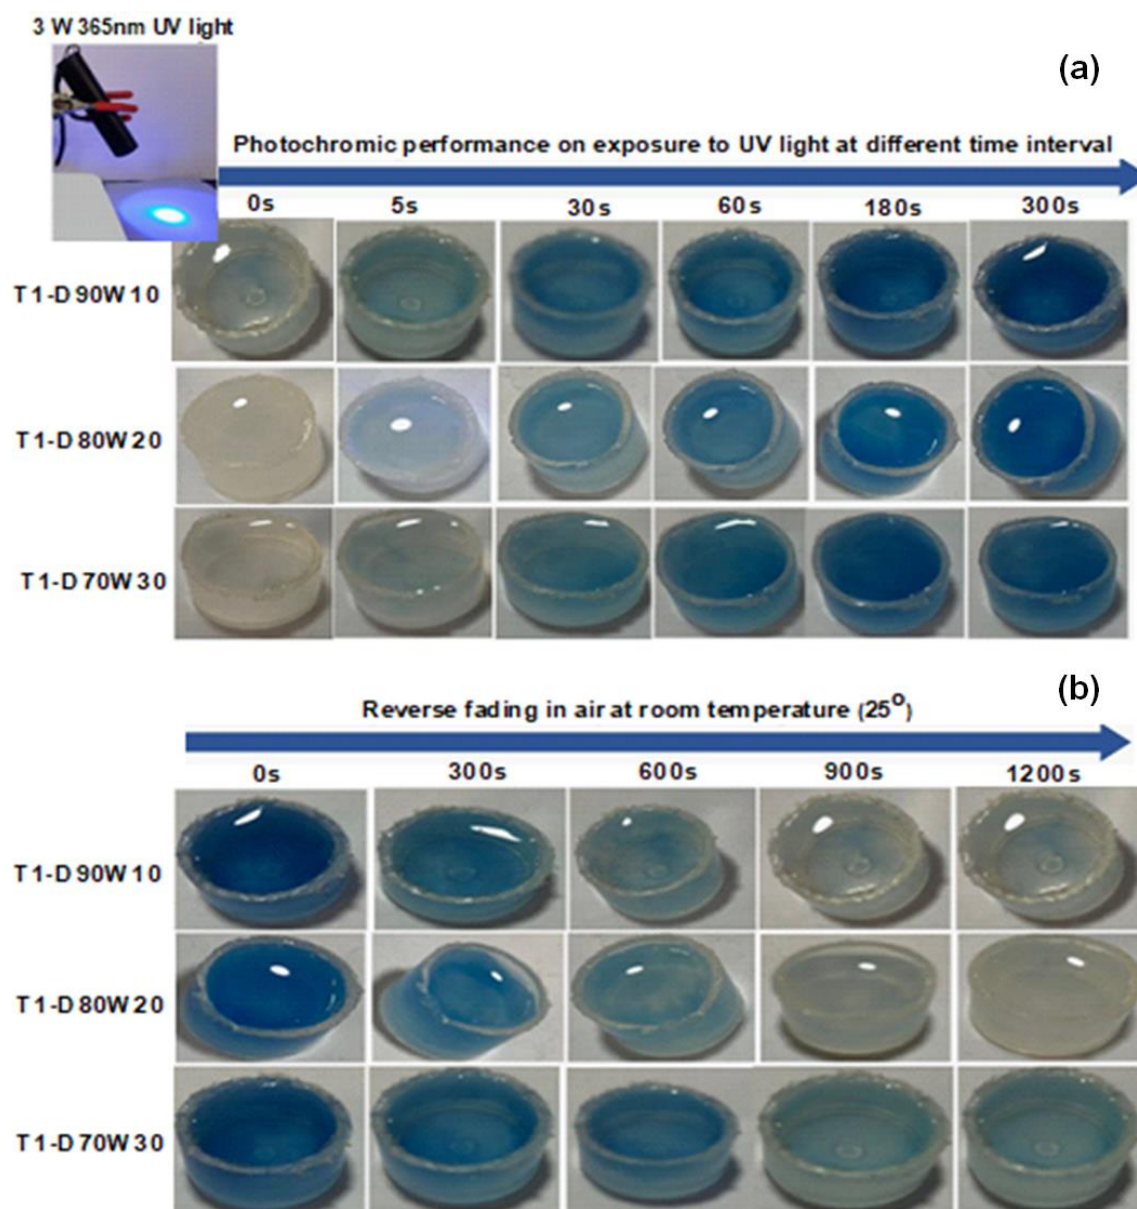 3 W 365nm UV light
(a)
Photochromic performance on exposure to UV light at different time interval
0s 5s 30s 60s 180s 300s
T1-D90W10
T1-D80W20
T1-D70W30
(b)
Reverse fading in air at room temperature (25o)
0s 300s 600s 900s 1200s
T1-D90W10
T1-D80W20
T1-D70W30